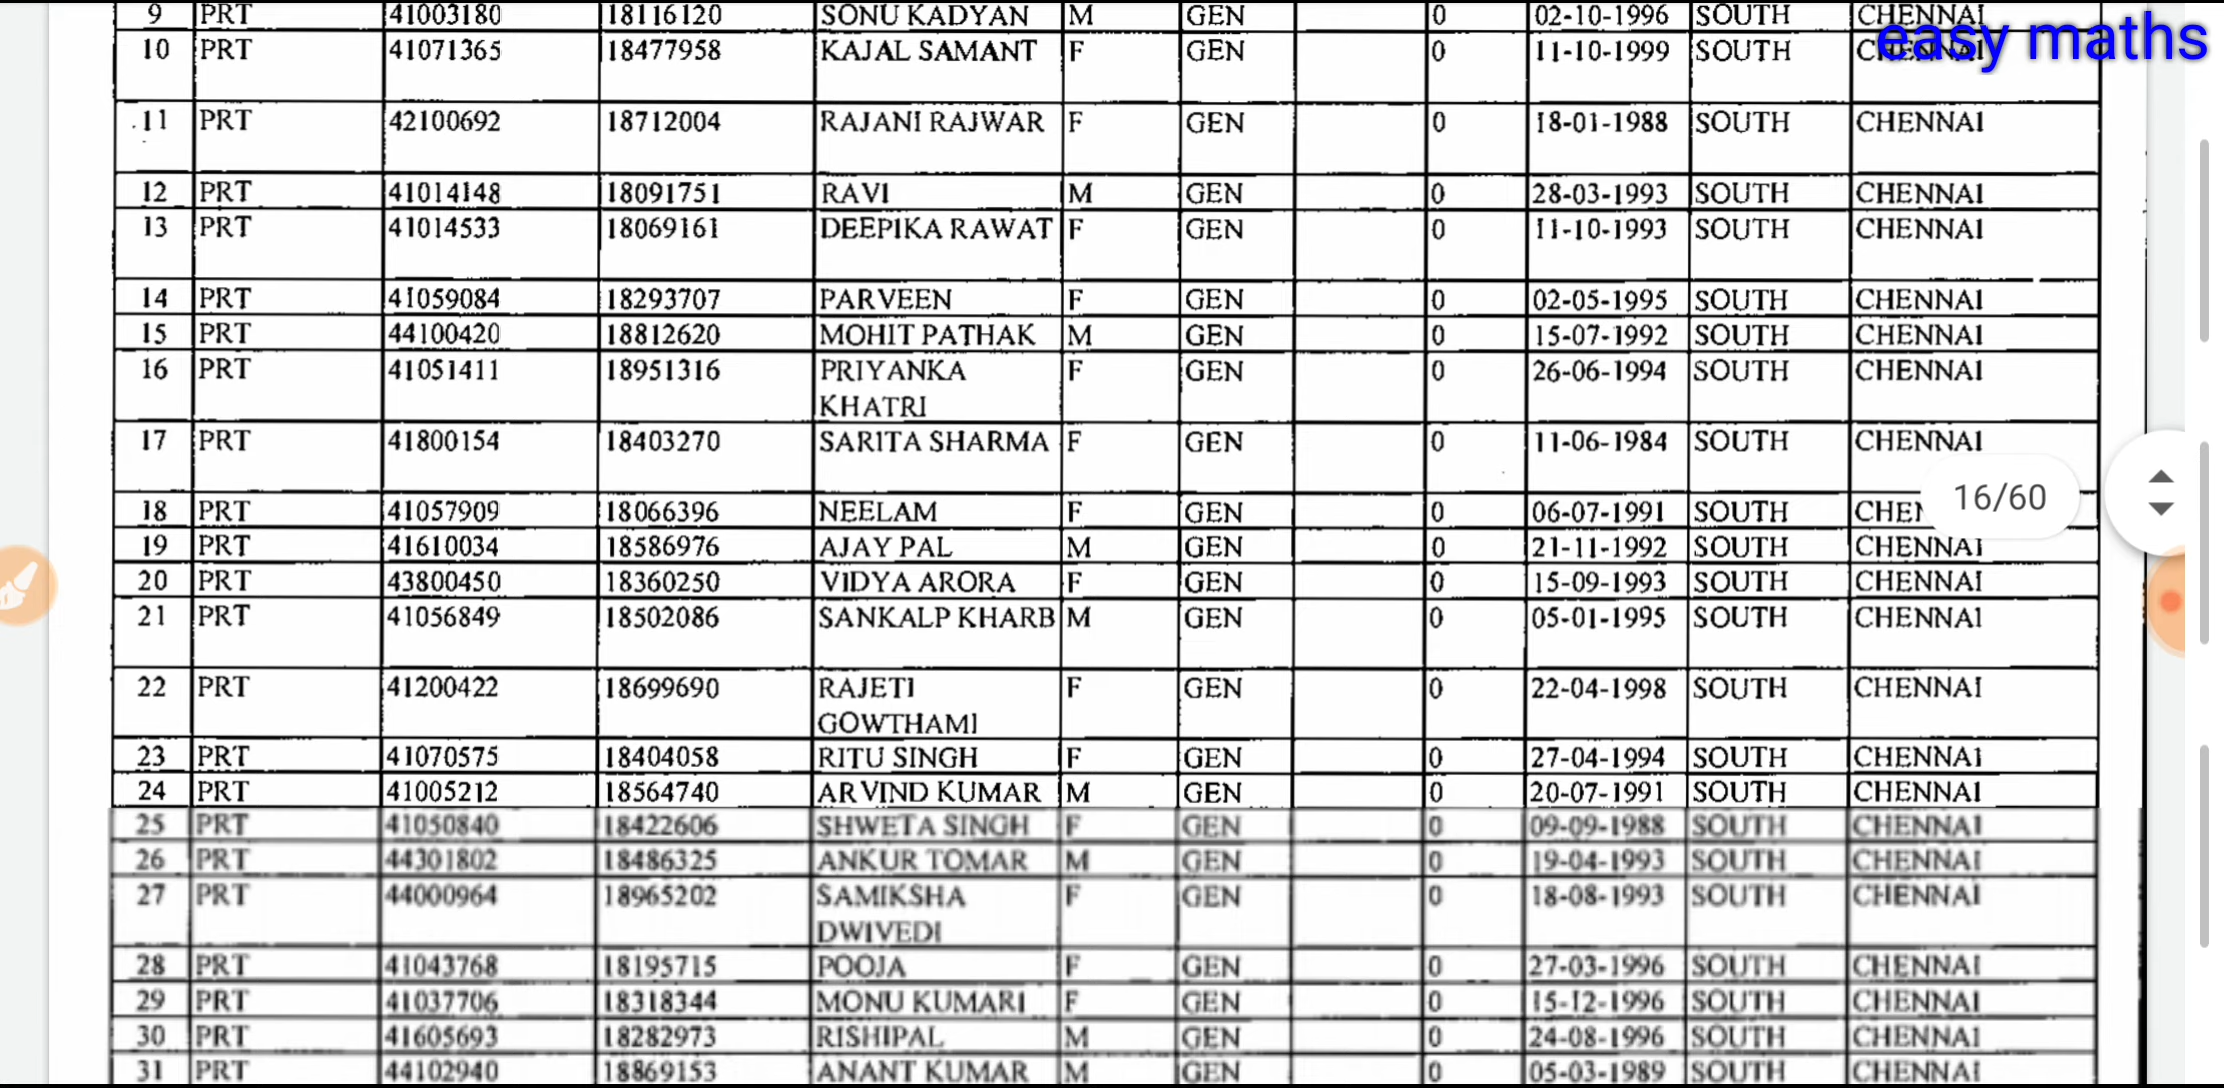 9 PRT 41003180 18116120 SONU KADYAN M GEN 0 02-10-1996 SOUTH CHENNAI
easy maths
10 PRT 41071365 18477958 KAJAL SAMANT F GEN 0 11-10-1999 SOUTH CHENNAI
11 PRT 42100692 18712004 RAJANI RAJWAR F GEN 0 18-01-1988 SOUTH CHENNAI
12 PRT 41014148 18091751 RAVI M GEN 0 28-03-1993 SOUTH CHENNAI
13 PRT 41014533 18069161 DEEPIKA RAWAT F GEN 0 11-10-1993 SOUTH CHENNAI
14 PRT 41059084 18293707 PARVEEN F GEN 0 02-05-1995 SOUTH CHENNAI
15 PRT 44100420 18812620 MOHIT PATHAK M GEN 0 15-07-1992 SOUTH CHENNAI
16 PRT 41051411 18951316 PRIYANKA F GEN 0 26-06-1994 SOUTH CHENNAI
KHATRI
17 PRT 41800154 18403270 SARITA SHARMA F GEN 0 11-06-1984 SOUTH CHENNAI
18 PRT 41057909 18066396 NEELAM F GEN 0 06-07-1991 SOUTH CHEN
16/60
19 PRT 41610034 18586976 AJAY PAL M GEN 0 21-11-1992 SOUTH CHENNAI
20 PRT 43800450 18360250 VIDYA ARORA F GEN 0 15-09-1993 SOUTH CHENNAI
21 PRT 41056849 18502086 SANKALP KHARB M GEN 0 05-01-1995 SOUTH CHENNAI
22 PRT 41200422 18699690 RAJETI F GEN 0 22-04-1998 SOUTH CHENNAI
GOWTHAMI
23 PRT 41070575 18404058 RITU SINGH F GEN 0 27-04-1994 SOUTH CHENNAI
24 PRT 41005212 18564740 ARVIND KUMAR M GEN 0 20-07-1991 SOUTH CHENNAI
25 PRT 41050840 18422606 SHWETA SINGH F GEN 0 09-09-1988 SOUTH CHENNAI
26 PRT 44301802 18486325 ANKUR TOMAR M GEN 0 19-04-1993 SOUTH CHENNAI
27 PRT 44000964 18965202 SAMIKSHA F GEN 0 18-08-1993 SOUTH CHENNAI
DWIVEDI
28 PRT 41043768 18195715 POOJA F GEN 0 27-03-1996 SOUTH CHENNAI
29 PRT 41037706 18318344 MONU KUMARI F GEN 0 15-12-1996 SOUTH CHENNAI
30 PRT 41605693 18282973 RISHIPAL M GEN 0 24-08-1996 SOUTH CHENNAI
31 PRT 44102940 18869153 ANANT KUMAR M GEN 0 05-03-1989 SOUTH CHENNAI